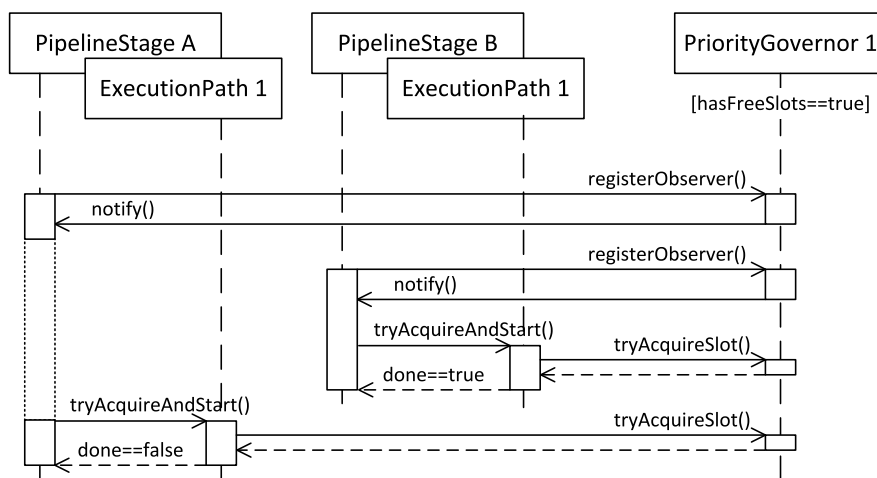 PipelineStage A
PipelineStage B
PriorityGovernor 1
ExecutionPath 1
ExecutionPath 1
[hasFreeSlots==true]
registerObserver()
notify()
registerObserver()
notify()
tryAcquireAndStart()
tryAcquireSlot()
done==true
tryAcquireAndStart()
tryAcquireSlot()
done==false